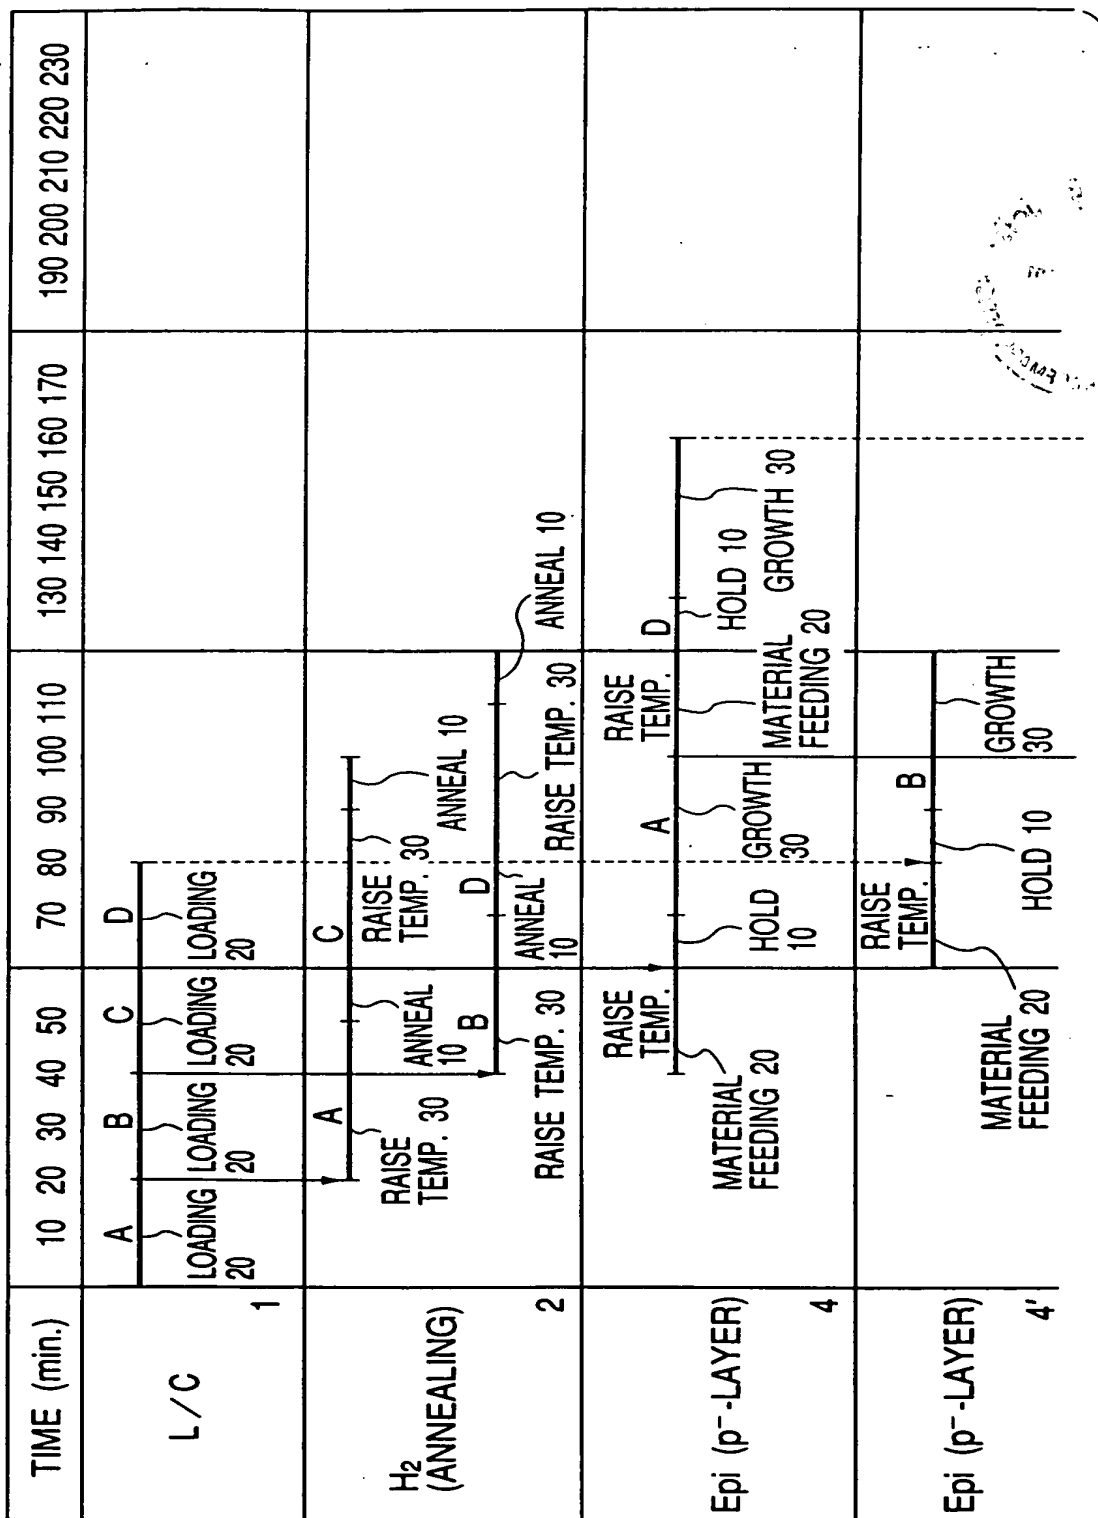 TIME (min.)
10 20 30 40 50 60 70 80 90 100 110 130 140 150 160 170 190 200 210 220 230
L/C
1
A
LOADING
20
B
LOADING
20
C
LOADING
20
D
LOADING
20
H2
(ANNEALING)
2
A
RAISE
TEMP. 30
ANNEAL
10
C
RAISE
TEMP. 30
ANNEAL 10
B
RAISE TEMP. 30
ANNEAL
10
D
RAISE TEMP. 30
ANNEAL 10
Epi (p⁻-LAYER)
4
RAISE
TEMP.
MATERIAL
FEEDING 20
HOLD
10
A
GROWTH
30
RAISE
TEMP.
MATERIAL
FEEDING 20
D
HOLD 10
GROWTH 30
Epi (p⁻-LAYER)
4'
MATERIAL
FEEDING 20
RAISE
TEMP.
HOLD 10
B
GROWTH
30